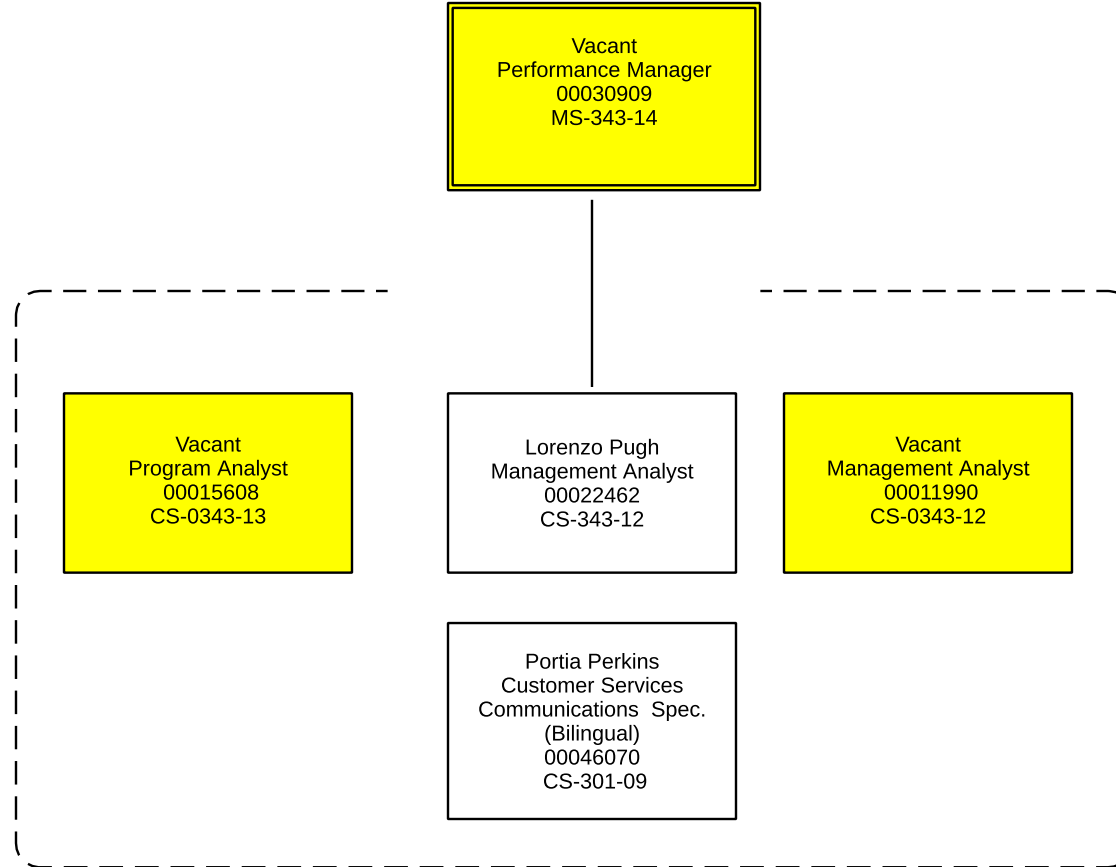 Vacant
Performance Manager
00030909
MS-343-14
Vacant
Program Analyst
00015608
CS-0343-13
Lorenzo Pugh
Management Analyst
00022462
CS-343-12
Vacant
Management Analyst
00011990
CS-0343-12
Portia Perkins
Customer Services
Communications  Spec.
(Bilingual)
00046070
CS-301-09